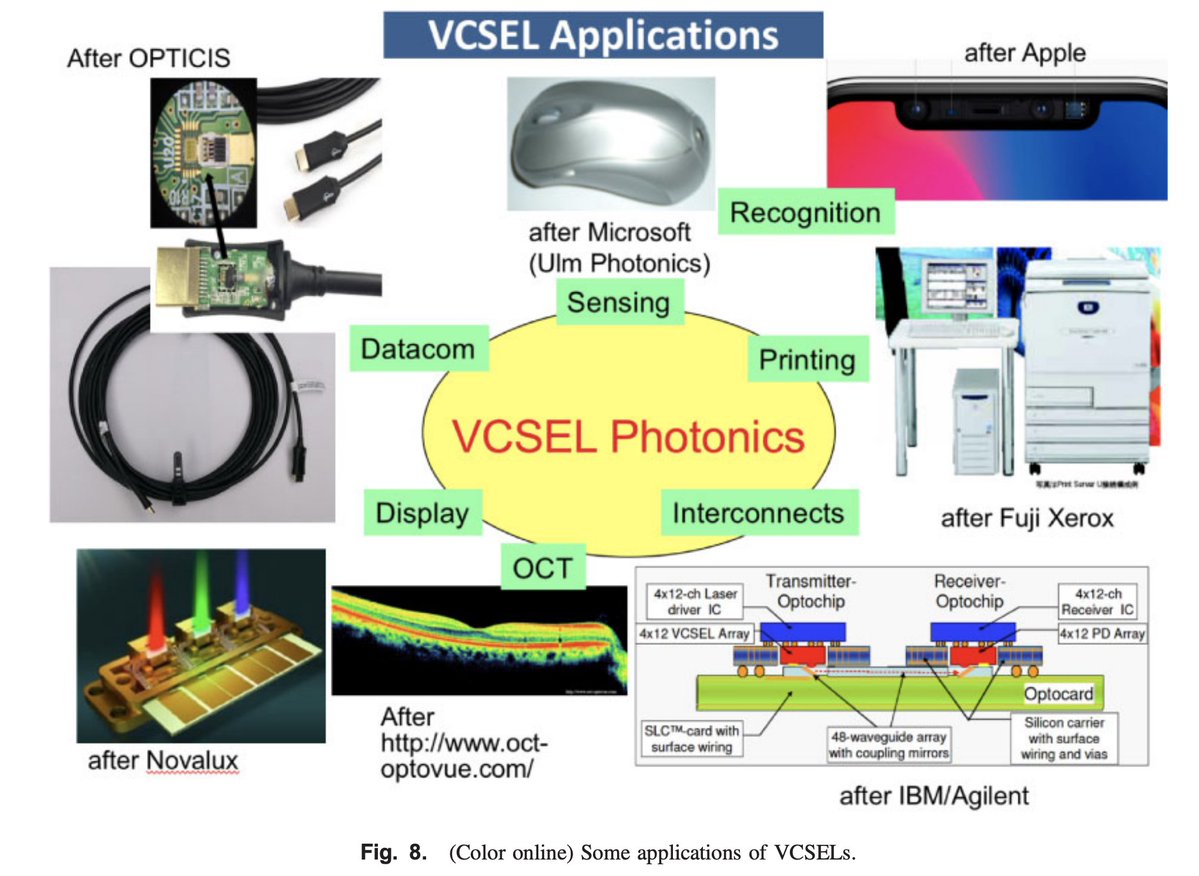 VCSEL Applications
After OPTICIS
after Apple
Recognition
after Microsoft
(Ulm Photonics)
Sensing
Datacom
Printing
VCSEL Photonics
Display
Interconnects
OCT
after Fuji Xerox
after Novalux
After
http://www.oct-
optovue.com/
4x12-ch Laser
driver IC
Transmitter-
Optochip
Receiver-
Optochip
4x12-ch
Receiver IC
4x12 VCSEL Array
4x12 PD Array
Optocard
SLC™-card with
surface wiring
48-waveguide array
with coupling mirrors
Silicon carrier
with surface
wiring and vias
after IBM/Agilent
Fig. 8. (Color online) Some applications of VCSELs.